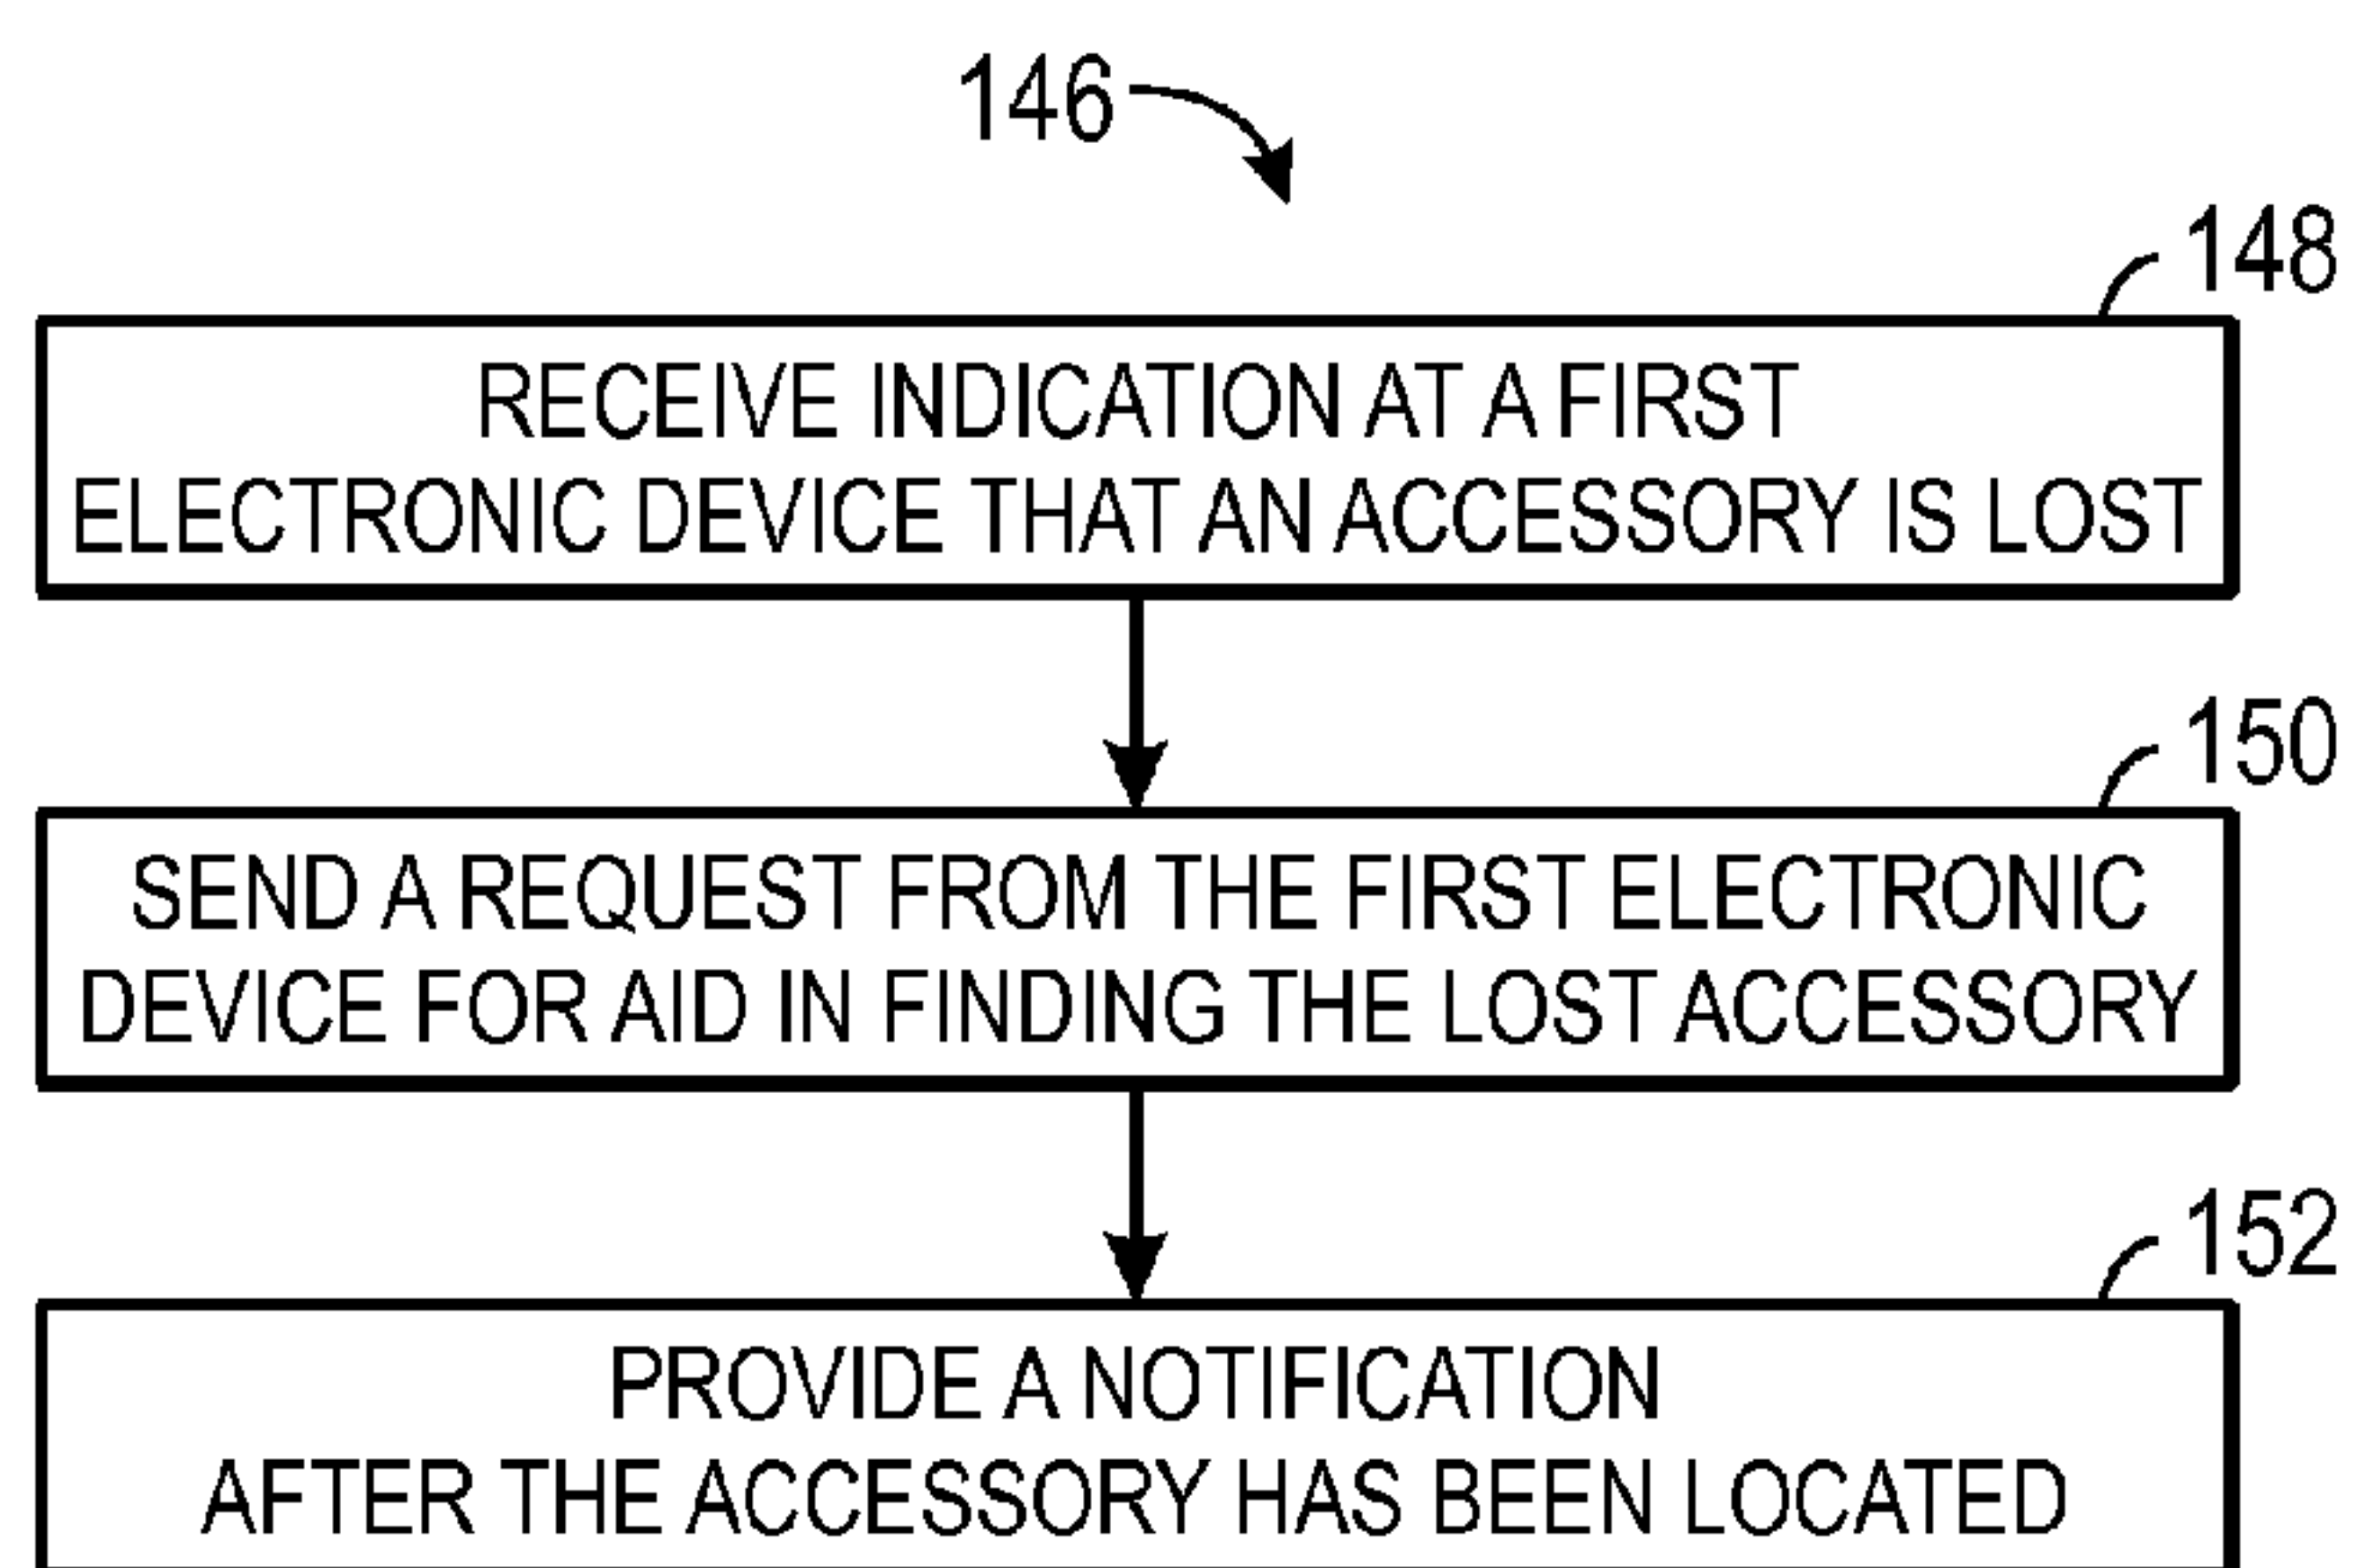 146
148
RECEIVE INDICATION AT A FIRST
ELECTRONIC DEVICE THAT AN ACCESSORY IS LOST
150
SEND A REQUEST FROM THE FIRST ELECTRONIC
DEVICE FOR AID IN FINDING THE LOST ACCESSORY
152
PROVIDE A NOTIFICATION
AFTER THE ACCESSORY HAS BEEN LOCATED